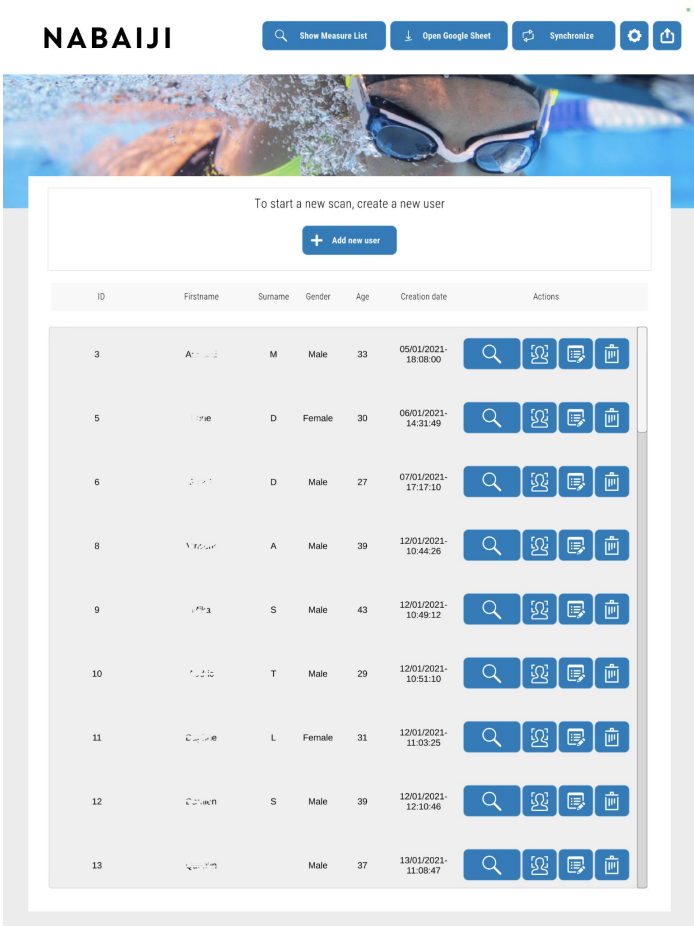 NABAIJI
Show Measure List
Open Google Sheet
Synchronize
To start a new scan, create a new user
Add new user
ID Firstname Surname Gender Age Creation date Actions
3 M Male 33 05/01/2021-
18:08:00
5 D Female 30 06/01/2021-
14:31:49
6 D Male 27 07/01/2021-
17:17:10
8 A Male 39 12/01/2021-
10:44:26
9 S Male 43 12/01/2021-
10:49:12
10 T Male 29 12/01/2021-
10:51:10
11 L Female 31 12/01/2021-
11:03:25
12 S Male 39 12/01/2021-
12:10:46
13 Male 37 13/01/2021-
11:08:47